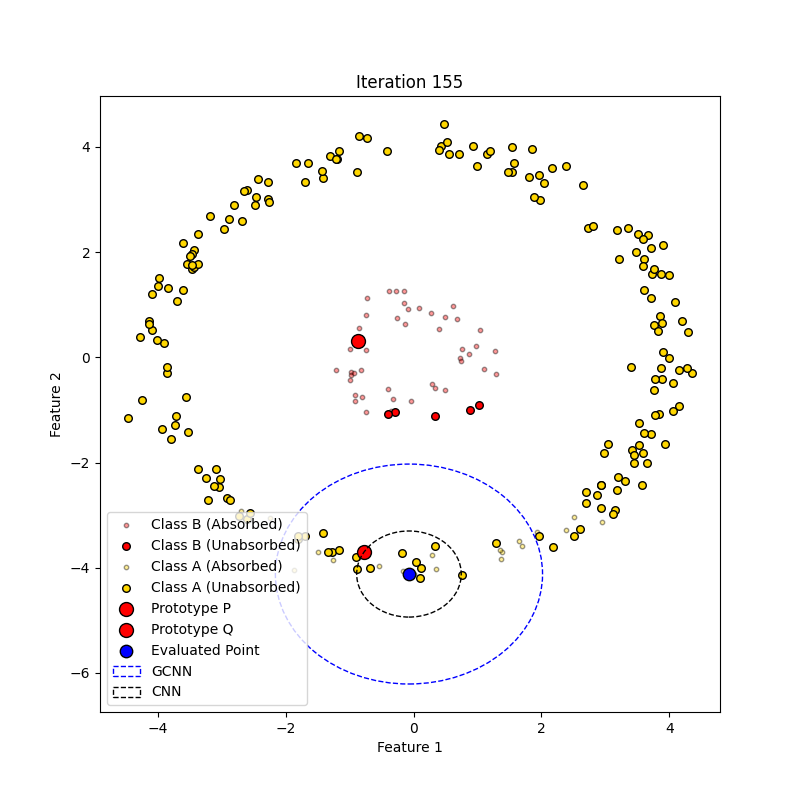 Iteration 155
Feature 2
4
2
0
−2
−4
−6
Class B (Absorbed)
Class B (Unabsorbed)
Class A (Absorbed)
Class A (Unabsorbed)
Prototype P
Prototype Q
Evaluated Point
GCNN
CNN
−4 −2 0 2 4
Feature 1